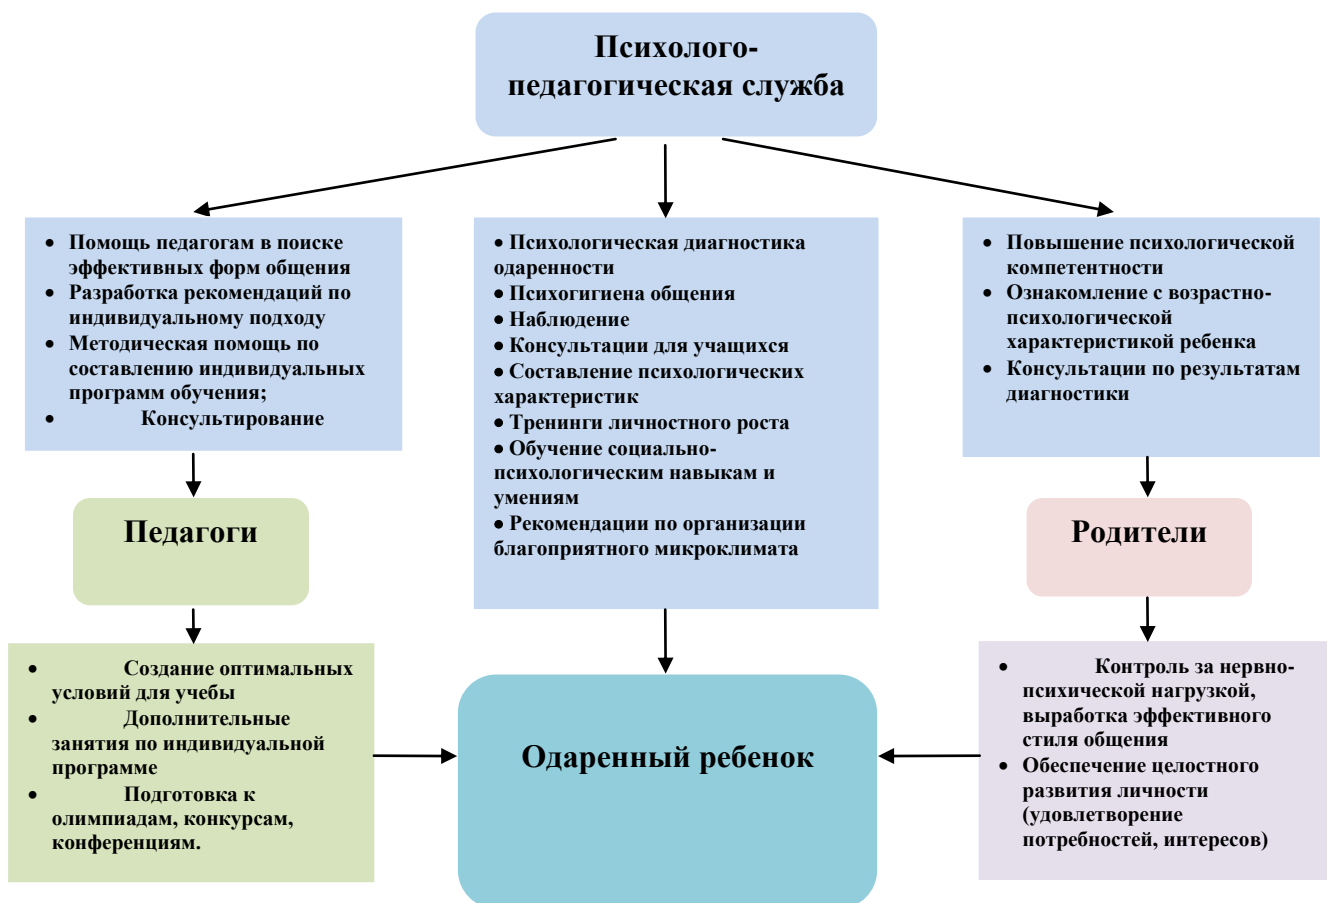 Психолого-
педагогическая служба
• Помощь педагогам в поиске
эффективных форм общения
• Разработка рекомендаций по
индивидуальному подходу
• Методическая помощь по
составлению индивидуальных
программ обучения;
• Консультирование
• Психологическая диагностика
одаренности
• Психогигиена общения
• Наблюдение
• Консультации для учащихся
• Составление психологических
характеристик
• Тренинги личностного роста
• Обучение социально-
психологическим навыкам и
умениям
• Рекомендации по организации
благоприятного микроклимата
• Повышение психологической
компетентности
• Ознакомление с возрастно-
психологической
характеристикой ребенка
• Консультации по результатам
диагностики
Педагоги
Родители
• Создание оптимальных
условий для учебы
• Дополнительные
занятия по индивидуальной
программе
• Подготовка к
олимпиадам, конкурсам,
конференциям.
Одаренный ребенок
• Контроль за нервно-
психической нагрузкой,
выработка эффективного
стиля общения
• Обеспечение целостного
развития личности
(удовлетворение
потребностей, интересов)